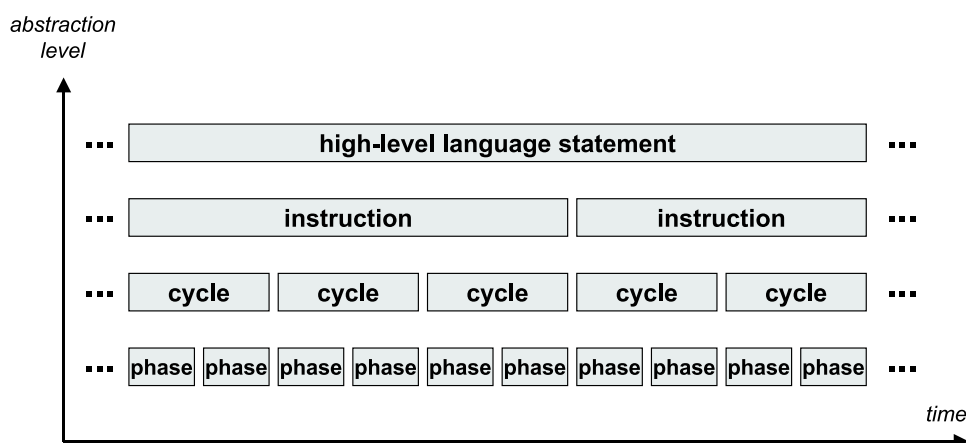 abstraction
level
... high-level language statement ...
... instruction instruction ...
... cycle cycle cycle cycle cycle ...
... phase phase phase phase phase phase phase phase phase phase ...
time